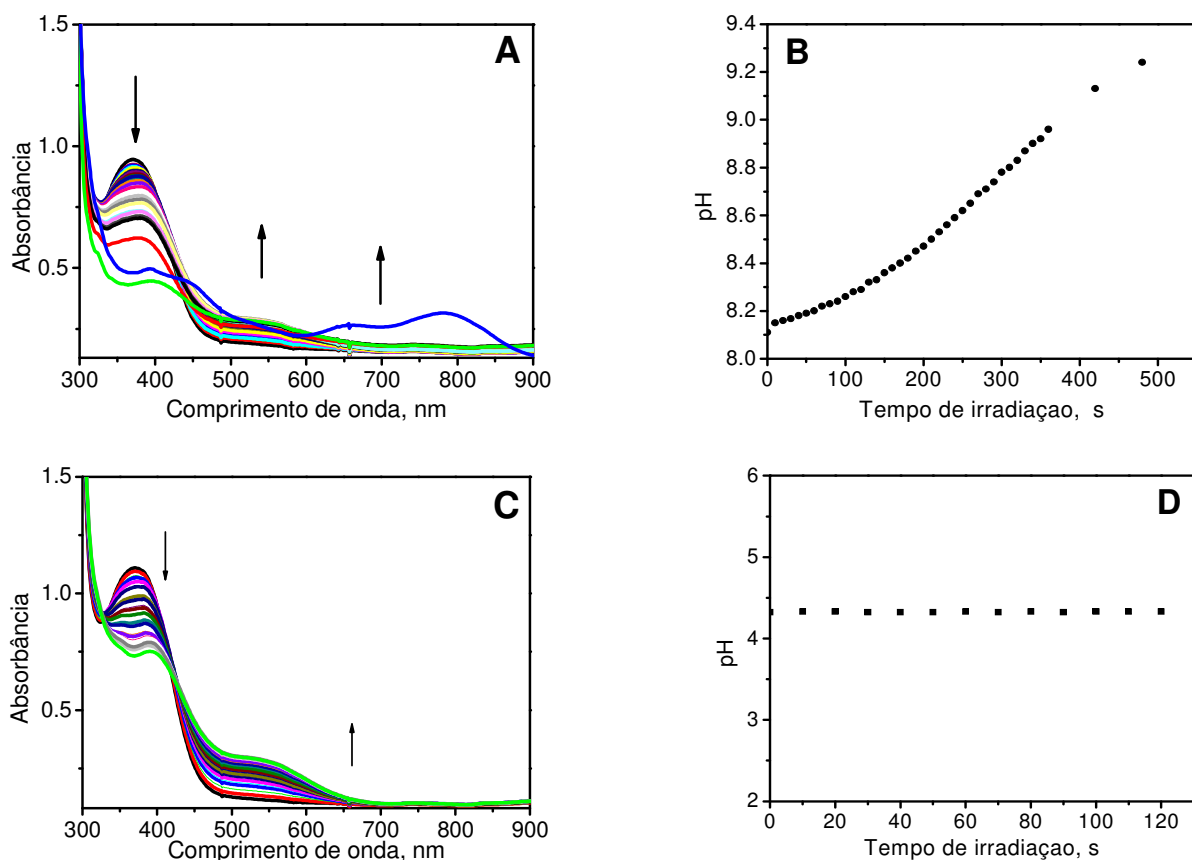 A
1.5
1.0
0.5
Absorbância
300 400 500 600 700 800 900
Comprimento de onda, nm
B
9.4
9.2
9.0
8.8
8.6
8.4
8.2
8.0
pH
0 100 200 300 400 500
Tempo de irradiaçao, s
C
1.5
1.0
0.5
Absorbância
300 400 500 600 700 800 900
Comprimento de onda, nm
D
6
5
4
3
2
pH
0 20 40 60 80 100 120
Tempo de irradiaçao, s